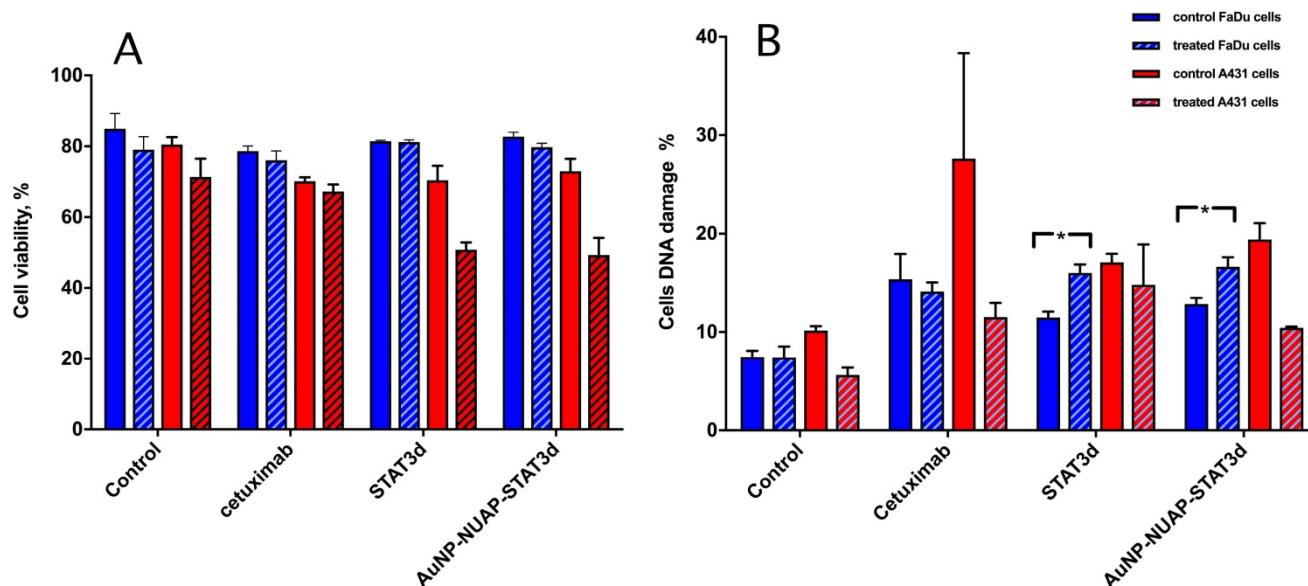 A
Cell viability, %
100
80
60
40
20
0
Control
cetuximab
STAT3d
AuNP-NUAP-STAT3d
B
control FaDu cells
treated FaDu cells
control A431 cells
treated A431 cells
Cells DNA damage %
40
30
20
10
0
*
*
Control
Cetuximab
STAT3d
AuNP-NUAP-STAT3d